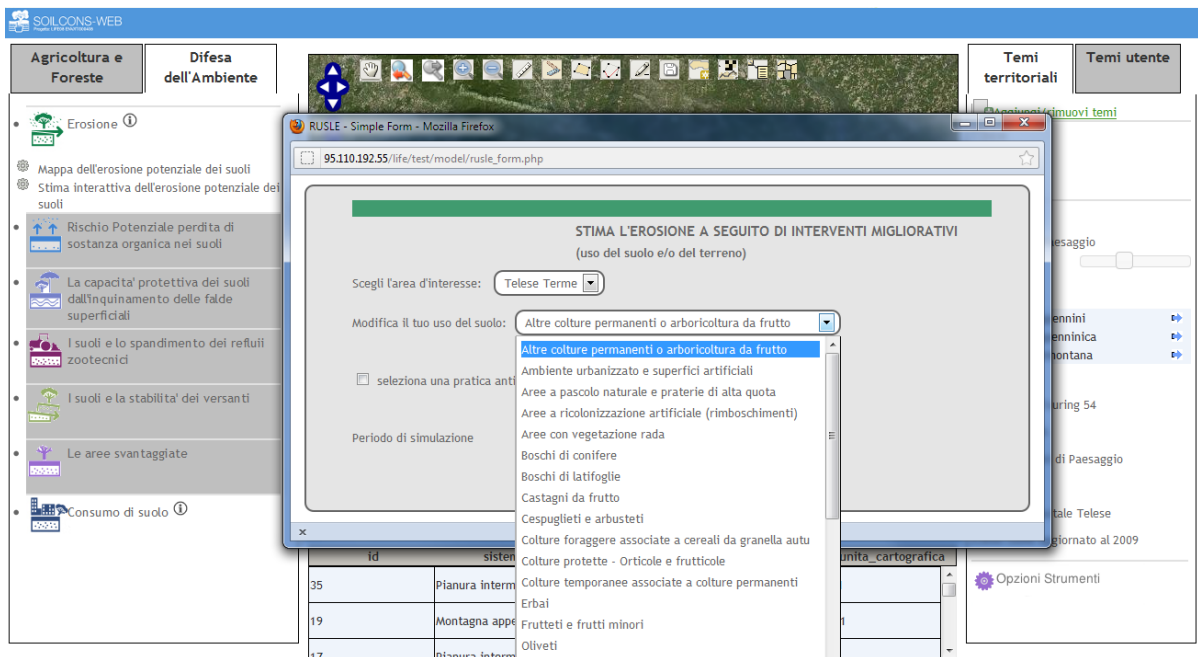 SOILCONS-WEB
Agricoltura e
Foreste
Difesa
dell'Ambiente
Erosione
Mappa dell'erosione potenziale dei suoli
Stima interattiva dell'erosione potenziale dei
suoli
Rischio Potenziale perdita di
sostanza organica nei suoli
La capacita' protettiva dei suoli
dall'inquinamento delle falde
superficiali
I suoli e lo spandimento dei refluii
zootecnici
I suoli e la stabilita' dei versanti
Le aree svantaggiate
Consumo di suolo
RUSLE - Simple Form - Mozilla Firefox
95.110.192.55/life/test/model/rusle_form.php
STIMA L'EROSIONE A SEGUITO DI INTERVENTI MIGLIORATIVI
(uso del suolo e/o del terreno)
Scegli l'area d'interesse: Telese Terme
Modifica il tuo uso del suolo: Altre colture permanenti o arboricoltura da frutto
Altre colture permanenti o arboricoltura da frutto
Ambiente urbanizzato e superfici artificiali
seleziona una pratica anti
Aree a pascolo naturale e praterie di alta quota
Aree a ricolonizzazione artificiale (rimboschimenti)
Periodo di simulazione
Aree con vegetazione rada
Boschi di conifere
Boschi di latifoglie
Castagni da frutto
Cespuglieti e arbusteti
Colture foraggere associate a cereali da granella autu
Colture protette - Orticole e frutticole
Colture temporanee associate a colture permanenti
Erbai
Frutteti e frutti minori
Oliveti
id
sisten
unita_cartografica
35
Pianura interm
19
Montagna appe
1
17
Pianura interm
Temi
territoriali
Temi utente
Aggiungi/rimuovi temi
esaggio
ennini
enninica
montana
uring 54
di Paesaggio
tale Telese
giornato al 2009
Opzioni Strumenti